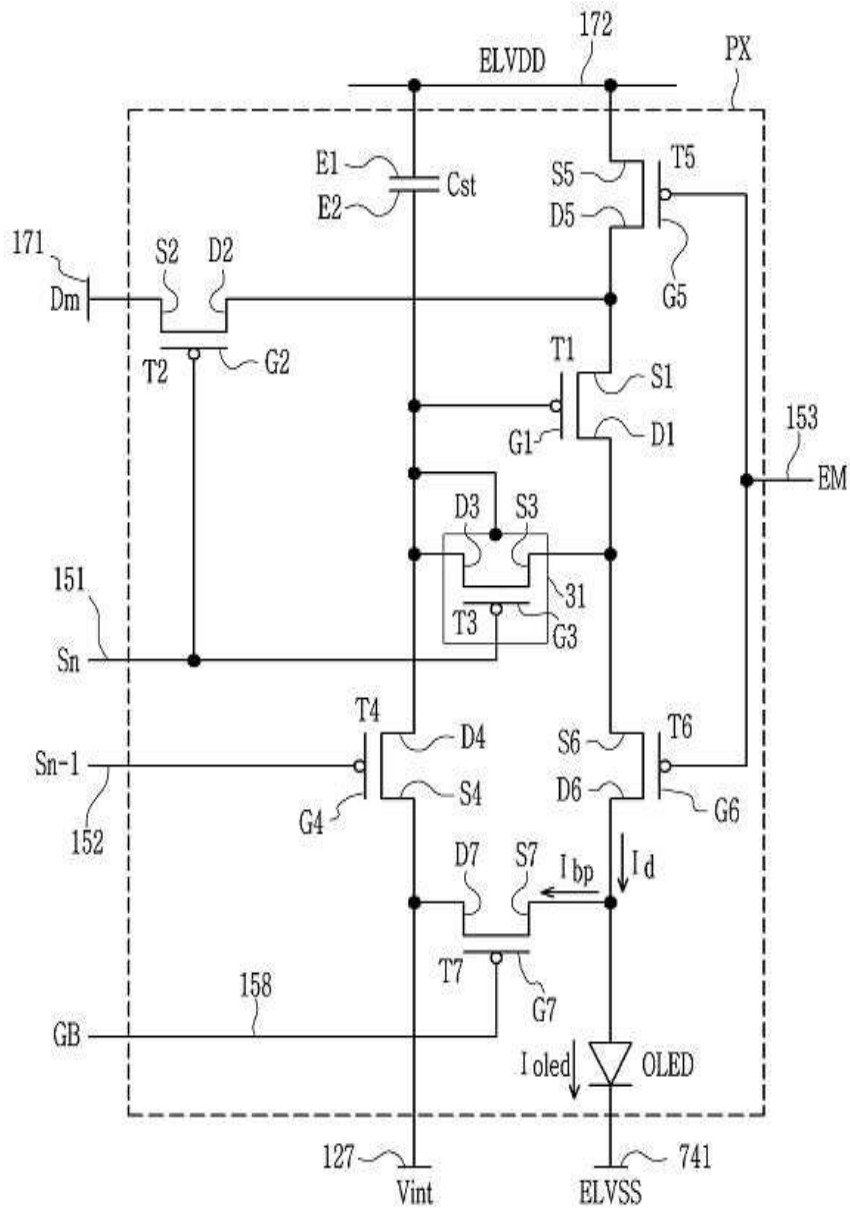 172
ELVDD
PX
E1
Cst
E2
S5
T5
D5
G5
171
S2
D2
Dm
T2
G2
T1
S1
G1
D1
153
EM
D3
S3
31
T3
G3
151
Sn
T4
D4
S4
G4
Sn-1
152
S6
T6
D6
G6
D7
S7
Ibp
Id
T7
G7
158
GB
Ioled
OLED
127
741
Vint
ELVSS